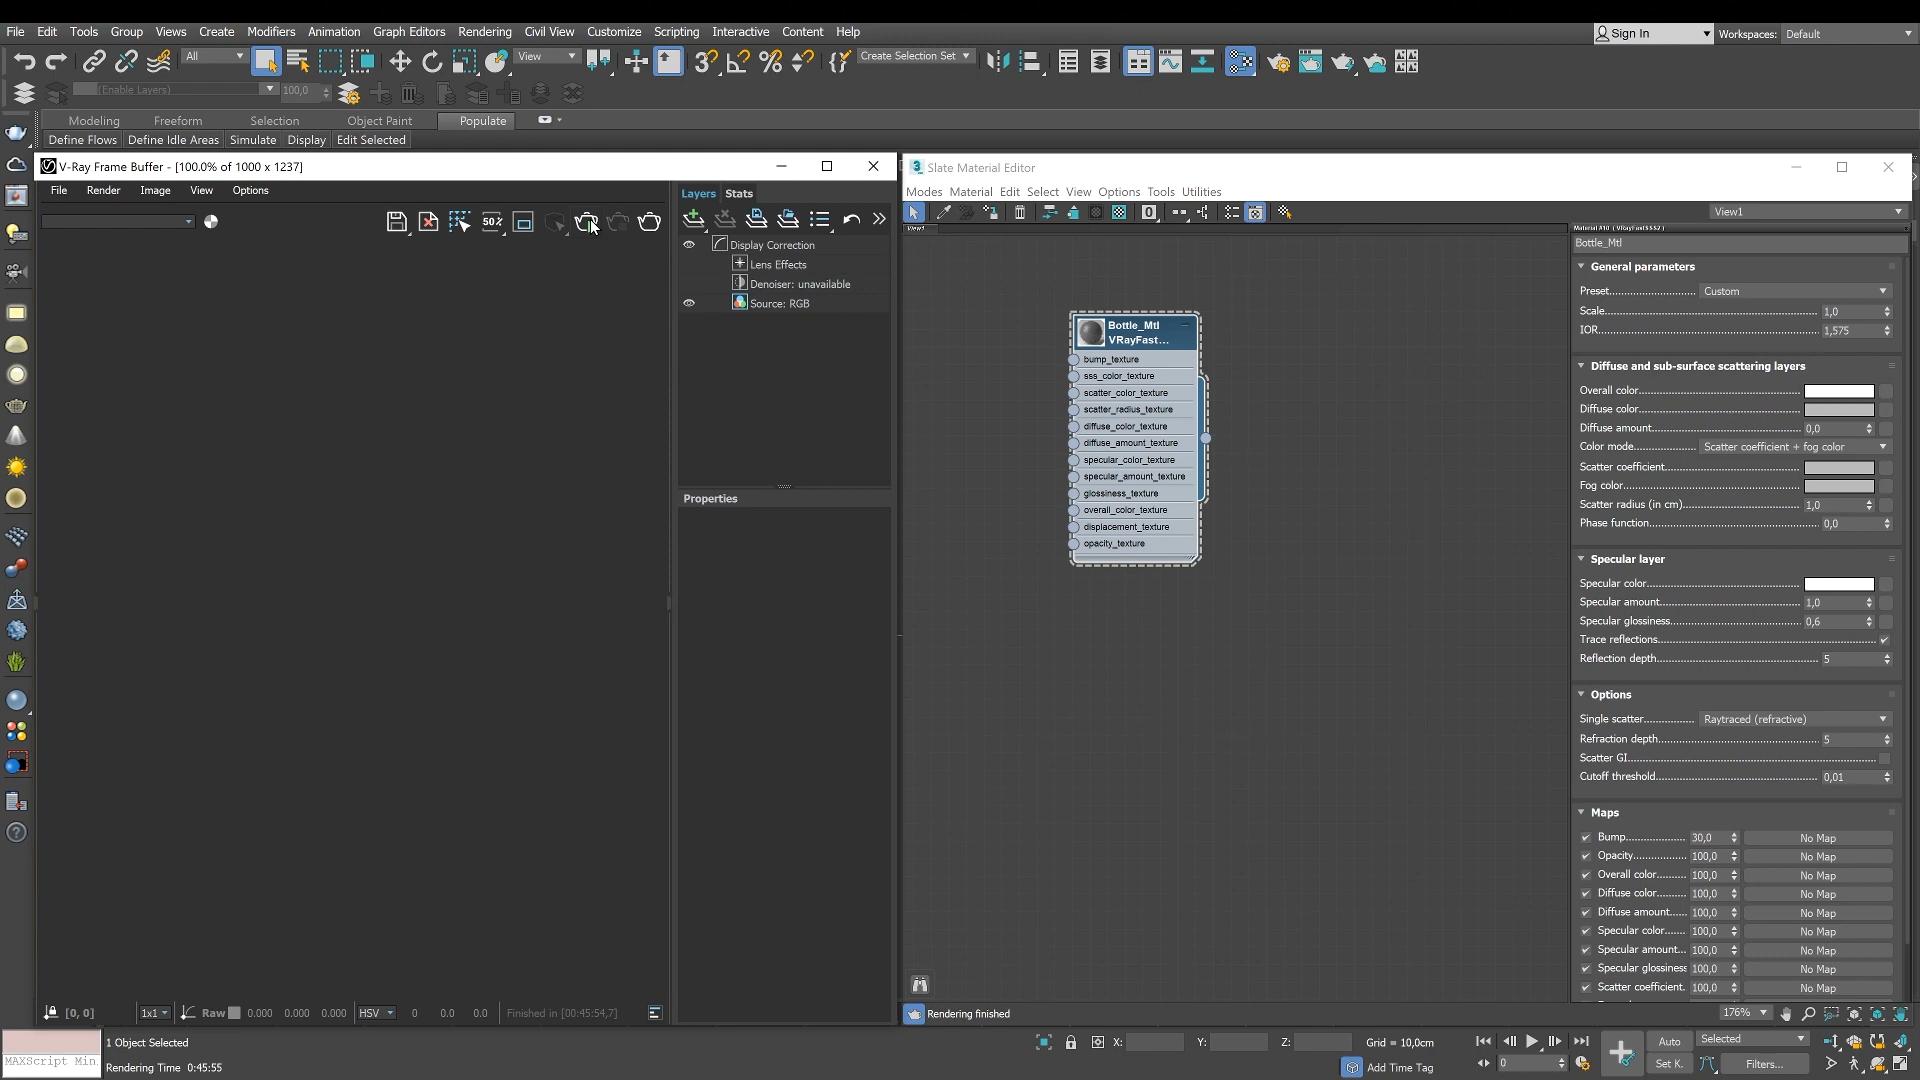 File Edit Tools Group Views Create Modifiers Animation Graph Editors Rendering Civil View Customize Scripting Interactive Content Help
Sign In Workspaces: Default
All View Create Selection Set
(Enable Layers) 100,0
Modeling Freeform Selection Object Paint Populate
Define Flows Define Idle Areas Simulate Display Edit Selected
V-Ray Frame Buffer - [100.0% of 1000 x 1237]
File Render Image View Options
50%
Layers Stats
Display Correction
Lens Effects
Denoiser: unavailable
Source: RGB
Properties
[0, 0] 1x1 Raw 0.000 0.000 0.000 HSV 0 0.0 0.0 Finished in [00:45:54,7]
Slate Material Editor
Modes Material Edit Select View Options Tools Utilities
0
View1
View1
Bottle_Mtl
VRayFast...
bump_texture
sss_color_texture
scatter_color_texture
scatter_radius_texture
diffuse_color_texture
diffuse_amount_texture
specular_color_texture
specular_amount_texture
glossiness_texture
overall_color_texture
displacement_texture
opacity_texture
Material #10 ( VRayFastSSS2 )
Bottle_Mtl
General parameters
Preset Custom
Scale 1,0
IOR 1,575
Diffuse and sub-surface scattering layers
Overall color
Diffuse color
Diffuse amount 0,0
Color mode Scatter coefficient + fog color
Scatter coefficient
Fog color
Scatter radius (in cm) 1,0
Phase function 0,0
Specular layer
Specular color
Specular amount 1,0
Specular glossiness 0,6
Trace reflections
Reflection depth 5
Options
Single scatter Raytraced (refractive)
Refraction depth 5
Scatter GI
Cutoff threshold 0,01
Maps
Bump 30,0 No Map
Opacity 100,0 No Map
Overall color 100,0 No Map
Diffuse color 100,0 No Map
Diffuse amount 100,0 No Map
Specular color 100,0 No Map
Specular amount... 100,0 No Map
Specular glossiness 100,0 No Map
Scatter coefficient. 100,0 No Map
Rendering finished
176%
1 Object Selected
MAXScript Min
Rendering Time 0:45:55
X: Y: Z: Grid = 10,0cm
Add Time Tag
0
Auto Selected
Set K. Filters...